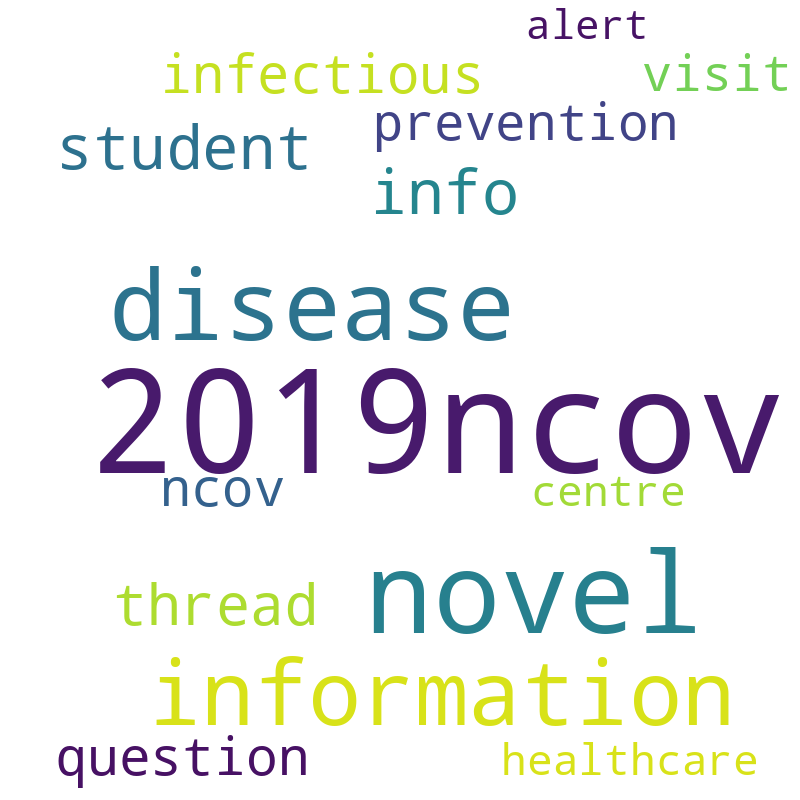 alert
infectious visit
prevention
student
info
disease
2019ncov
ncov centre
novel
thread
information
question healthcare